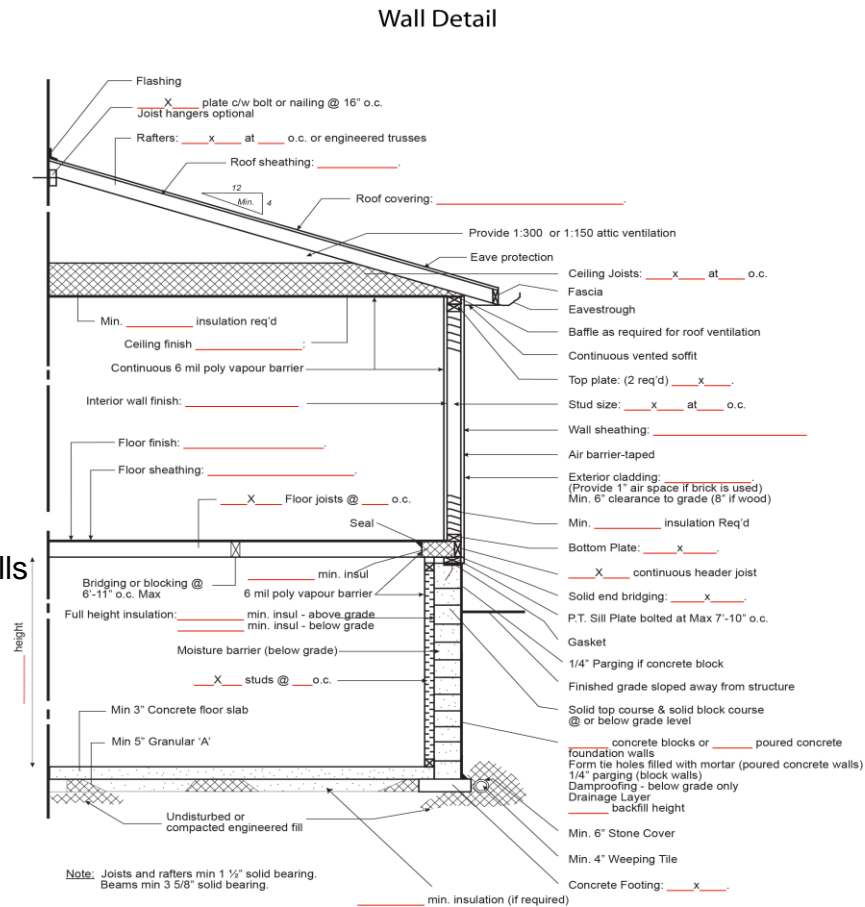 Wall Detail
Flashing
____X____ plate c/w bolt or nailing @ 16" o.c.
Joist hangers optional
Rafters: ____x____ at ____ o.c. or engineered trusses
Roof sheathing: ____________.
12
Min. 4
Roof covering: ____________________________.
Provide 1:300 or 1:150 attic ventilation
Eave protection
Ceiling Joists: ____x____ at____ o.c.
Fascia
Eavestrough
Min. _________ insulation req'd
Baffle as required for roof ventilation
Ceiling finish ________________:
Continuous vented soffit
Continuous 6 mil poly vapour barrier
Top plate: (2 req'd) ____x____.
Interior wall finish: _________________
Stud size: ____x____ at____ o.c.
Wall sheathing: _______________________
Floor finish: _____________________.
Air barrier-taped
Floor sheathing: ______________________.
Exterior cladding: _____________.
(Provide 1" air space if brick is used)
Min. 6" clearance to grade (8" if wood)
____X____ Floor joists @ ____ o.c.
Min. __________ insulation Req'd
Seal
Bottom Plate: _____x_____.
lls
__________ min. insul
____X____ continuous header joist
Bridging or blocking @
6'-11" o.c. Max
6 mil poly vapour barrier
Solid end bridging: _____x_____.
Full height insulation:__________ min. insul - above grade
__________ min. insul - below grade
P.T. Sill Plate bolted at Max 7'-10" o.c.
Gasket
______ height
Moisture barrier (below grade)
1/4" Parging if concrete block
___X___ studs @ ___o.c.
Finished grade sloped away from structure
Min 3" Concrete floor slab
Solid top course & solid block course
@ or below grade level
Min 5" Granular 'A'
______ concrete blocks or ______ poured concrete
foundation walls
Form tie holes filled with mortar (poured concrete walls)
1/4" parging (block walls)
Damproofing - below grade only
Drainage Layer
______ backfill height
Undisturbed or
compacted engineered fill
Min. 6" Stone Cover
Min. 4" Weeping Tile
Note: Joists and rafters min 1 ½" solid bearing.
Beams min 3 5/8" solid bearing.
Concrete Footing: _____x_____.
__________ min. insulation (if required)